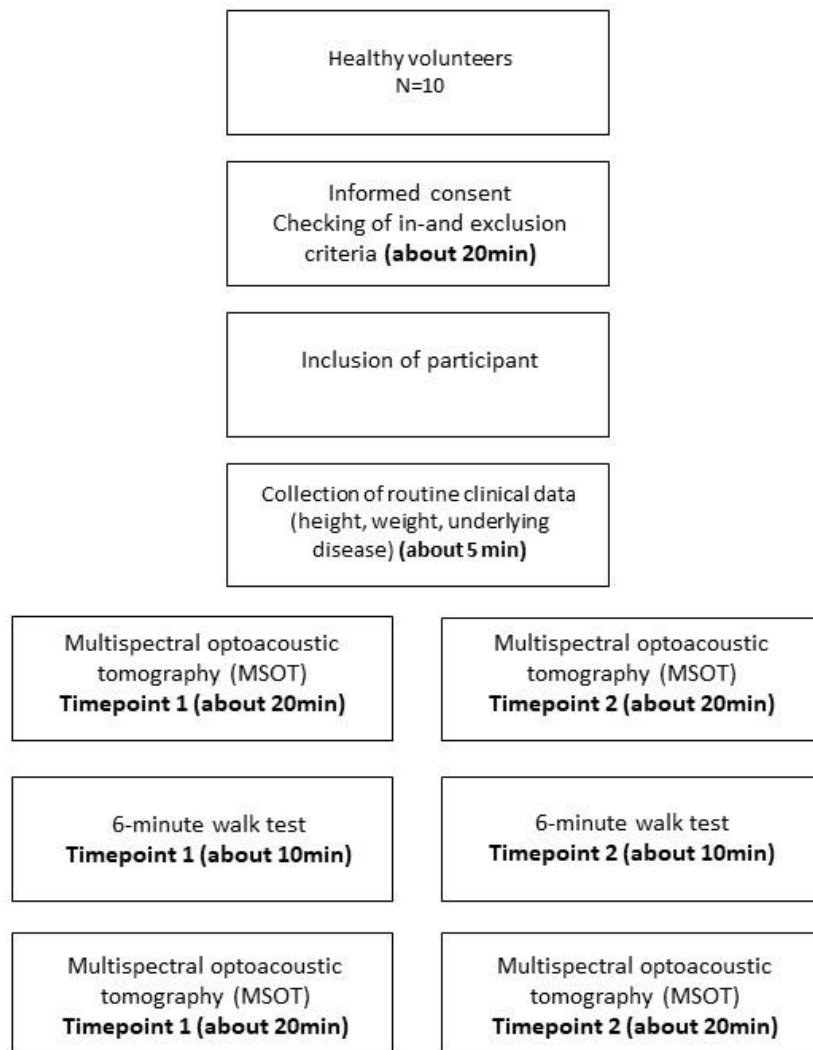 Healthy volunteers
N=10
Informed consent
Checking of in-and exclusion
criteria (about 20min)
Inclusion of participant
Collection of routine clinical data
(height, weight, underlying
disease) (about 5 min)
Multispectral optoacoustic
tomography (MSOT)
Timepoint 1 (about 20min)
Multispectral optoacoustic
tomography (MSOT)
Timepoint 2 (about 20min)
6-minute walk test
Timepoint 1 (about 10min)
6-minute walk test
Timepoint 2 (about 10min)
Multispectral optoacoustic
tomography (MSOT)
Timepoint 1 (about 20min)
Multispectral optoacoustic
tomography (MSOT)
Timepoint 2 (about 20min)